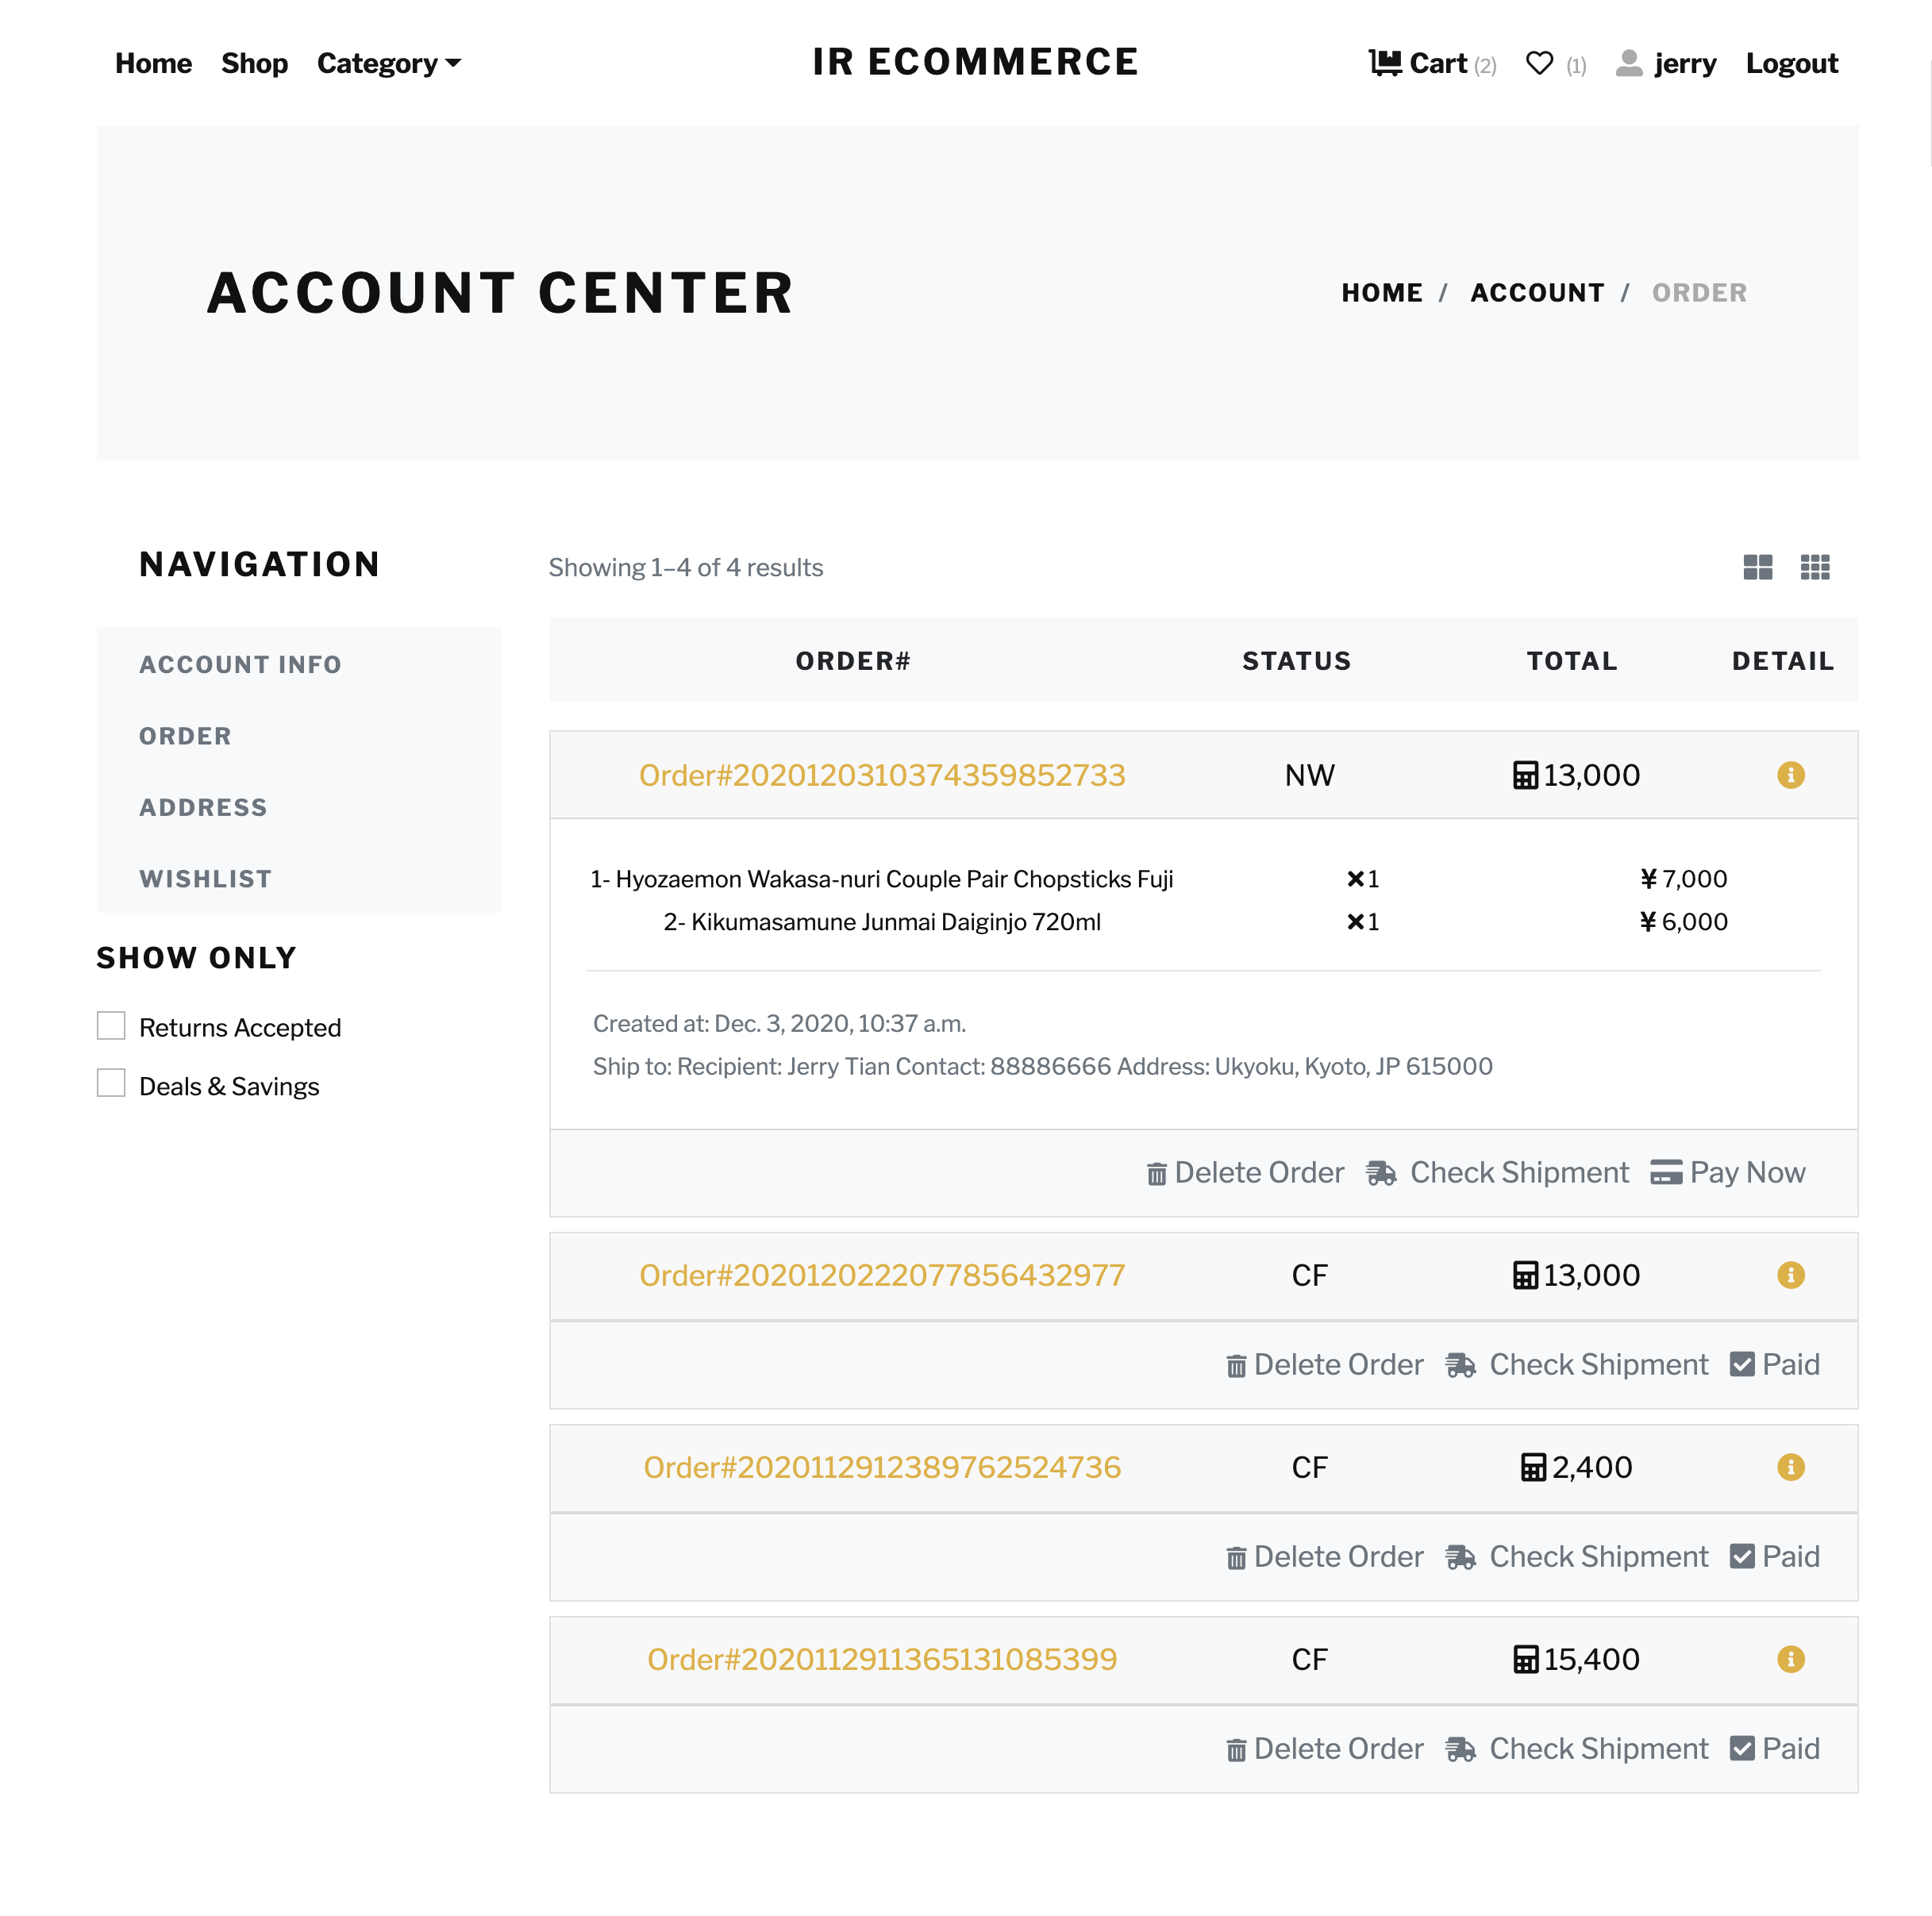 Home Shop Category IR ECOMMERCE Cart (2) (1) jerry Logout
ACCOUNT CENTER HOME / ACCOUNT / ORDER
NAVIGATION
ACCOUNT INFO
ORDER
ADDRESS
WISHLIST
SHOW ONLY
Returns Accepted
Deals & Savings
Showing 1–4 of 4 results
ORDER# STATUS TOTAL DETAIL
Order#2020120310374359852733 NW 13,000
1- Hyozaemon Wakasa-nuri Couple Pair Chopsticks Fuji ×1 ¥ 7,000
2- Kikumasamune Junmai Daiginjo 720ml ×1 ¥ 6,000
Created at: Dec. 3, 2020, 10:37 a.m.
Ship to: Recipient: Jerry Tian Contact: 88886666 Address: Ukyoku, Kyoto, JP 615000
Delete Order Check Shipment Pay Now
Order#2020120222077856432977 CF 13,000
Delete Order Check Shipment Paid
Order#2020112912389762524736 CF 2,400
Delete Order Check Shipment Paid
Order#2020112911365131085399 CF 15,400
Delete Order Check Shipment Paid